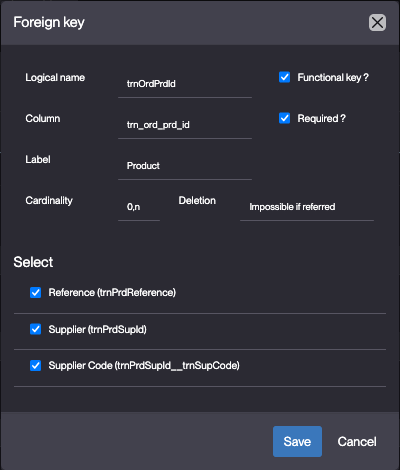 Foreign key
Logical name trnOrdPrdId Functional key ?
Column trn_ord_prd_id Required ?
Label Product
Cardinality 0,n Deletion Impossible if referred
Select
Reference (trnPrdReference)
Supplier (trnPrdSupId)
Supplier Code (trnPrdSupId__trnSupCode)
Save Cancel